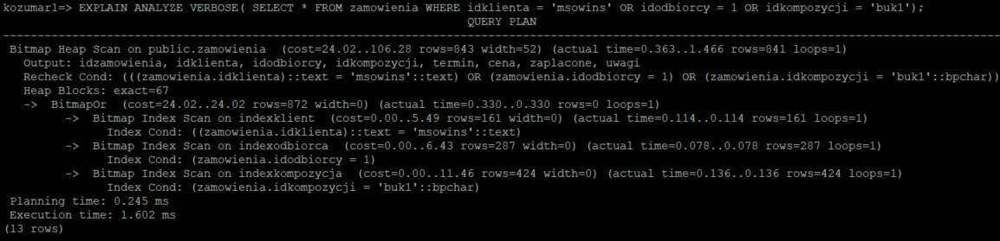 kozumar1=> EXPLAIN ANALYZE VERBOSE( SELECT * FROM zamowienia WHERE idklienta = 'msowins' OR idodbiorcy = 1 OR idkompozycji = 'buk1');
QUERY PLAN
--------------------------------------------------------------------------------------------------------------------------------------------------
Bitmap Heap Scan on public.zamowienia  (cost=24.02..106.28 rows=843 width=52) (actual time=0.363..1.466 rows=841 loops=1)
Output: idzamowienia, idklienta, idodbiorcy, idkompozycji, termin, cena, zaplacone, uwagi
Recheck Cond: (((zamowienia.idklienta)::text = 'msowins'::text) OR (zamowienia.idodbiorcy = 1) OR (zamowienia.idkompozycji = 'buk1'::bpchar))
Heap Blocks: exact=67
->  BitmapOr  (cost=24.02..24.02 rows=872 width=0) (actual time=0.330..0.330 rows=0 loops=1)
->  Bitmap Index Scan on indexklient  (cost=0.00..5.49 rows=161 width=0) (actual time=0.114..0.114 rows=161 loops=1)
Index Cond: ((zamowienia.idklienta)::text = 'msowins'::text)
->  Bitmap Index Scan on indexodbiorca  (cost=0.00..6.43 rows=287 width=0) (actual time=0.078..0.078 rows=287 loops=1)
Index Cond: (zamowienia.idodbiorcy = 1)
->  Bitmap Index Scan on indexkompozycja  (cost=0.00..11.46 rows=424 width=0) (actual time=0.136..0.136 rows=424 loops=1)
Index Cond: (zamowienia.idkompozycji = 'buk1'::bpchar)
Planning time: 0.245 ms
Execution time: 1.602 ms
(13 rows)